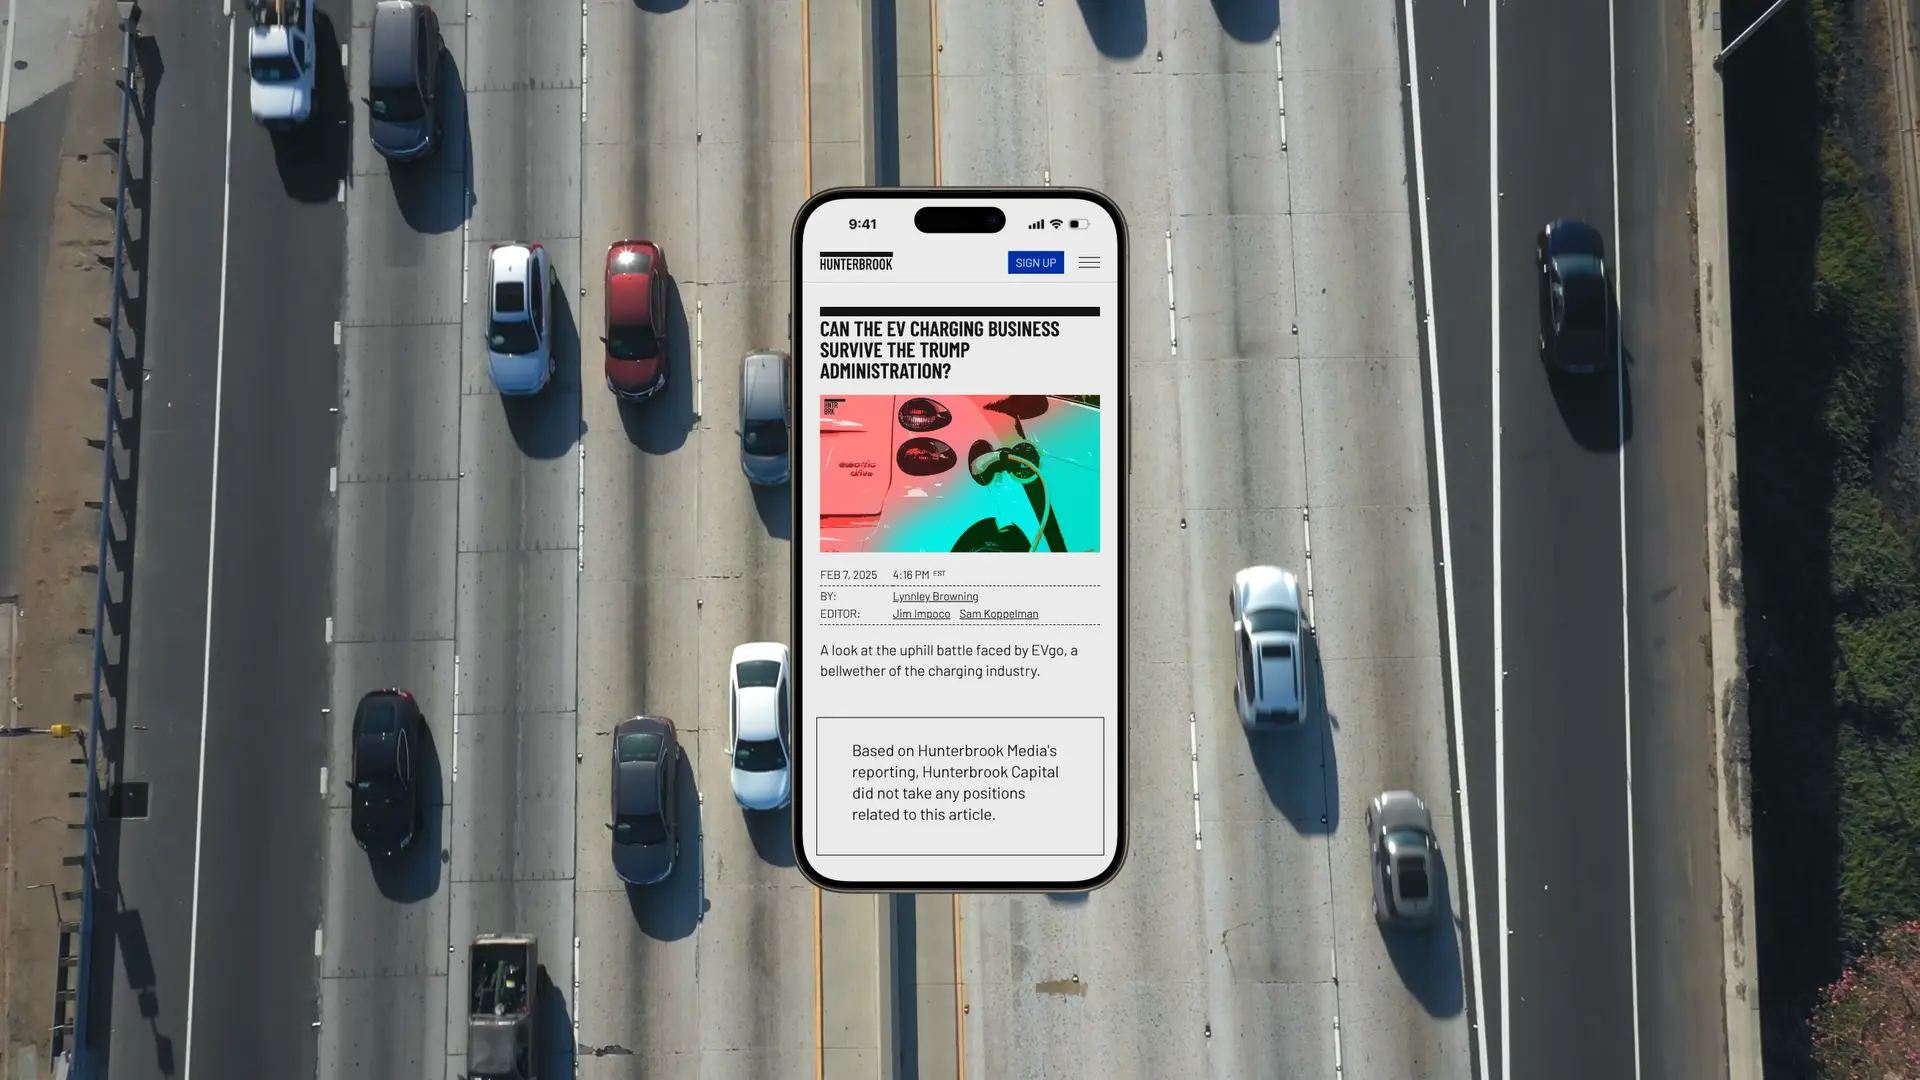 9:41
HUNTERBROOK
SIGN UP
CAN THE EV CHARGING BUSINESS
SURVIVE THE TRUMP
ADMINISTRATION?
HNTR
BRK
electric
drive
FEB 7, 2025 4:16 PM EST
BY: Lynnley Browning
EDITOR: Jim Impoco Sam Koppelman
A look at the uphill battle faced by EVgo, a
bellwether of the charging industry.
Based on Hunterbrook Media's
reporting, Hunterbrook Capital
did not take any positions
related to this article.